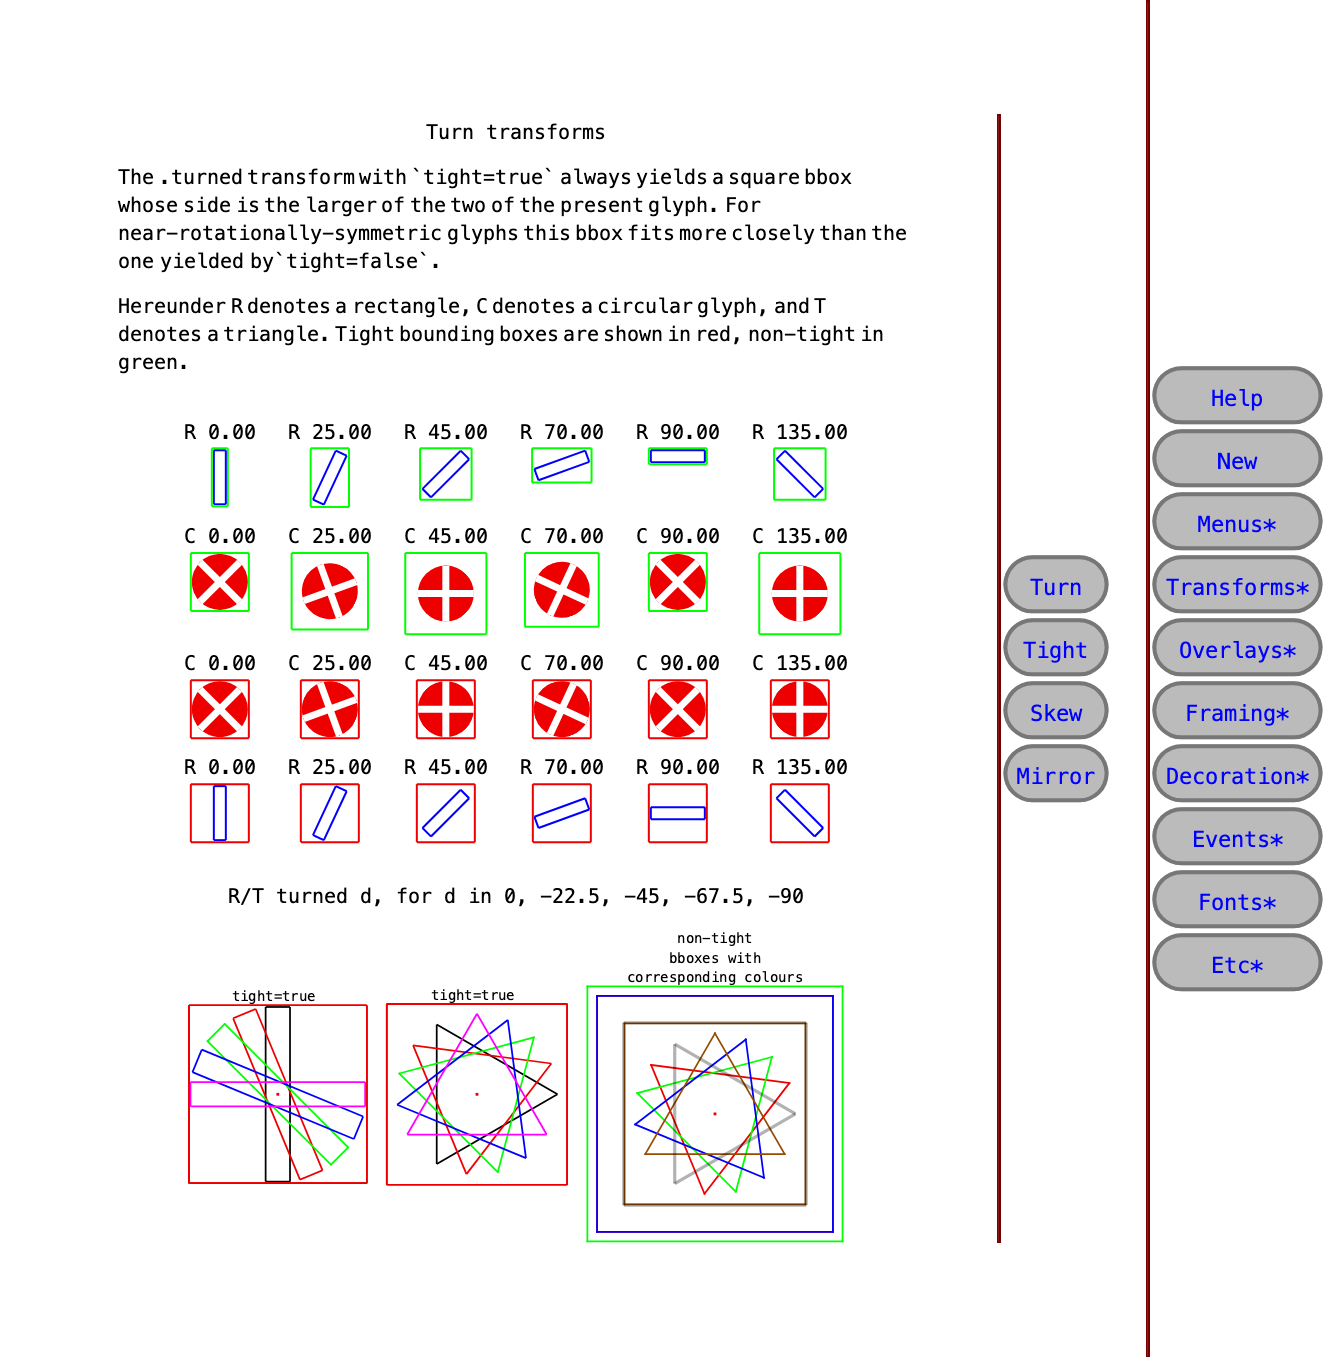 Turn transforms
The .turned transform with `tight=true` always yields a square bbox
whose side is the larger of the two of the present glyph. For
near-rotationally-symmetric glyphs this bbox fits more closely than the
one yielded by`tight=false`.
Hereunder R denotes a rectangle, C denotes a circular glyph, and T
denotes a triangle. Tight bounding boxes are shown in red, non-tight in
green.
R 0.00 R 25.00 R 45.00 R 70.00 R 90.00 R 135.00
C 0.00 C 25.00 C 45.00 C 70.00 C 90.00 C 135.00
C 0.00 C 25.00 C 45.00 C 70.00 C 90.00 C 135.00
R 0.00 R 25.00 R 45.00 R 70.00 R 90.00 R 135.00
R/T turned d, for d in 0, -22.5, -45, -67.5, -90
tight=true
tight=true
non-tight
bboxes with
corresponding colours
Turn
Tight
Skew
Mirror
Help
New
Menus*
Transforms*
Overlays*
Framing*
Decoration*
Events*
Fonts*
Etc*